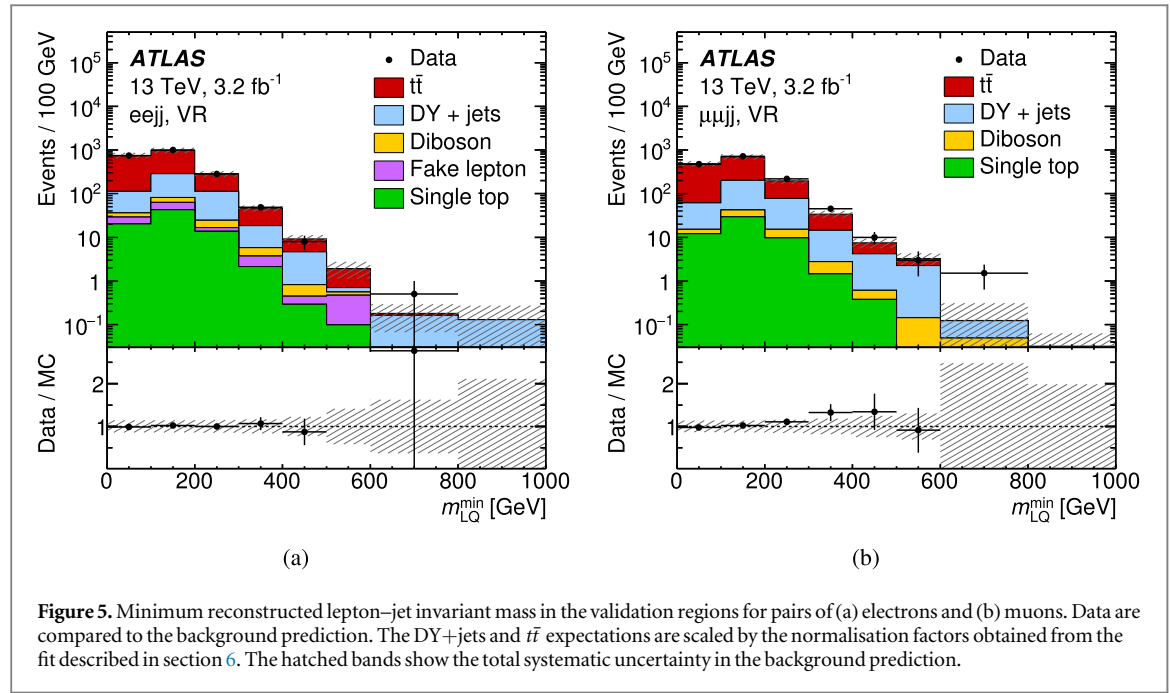 ATLAS
13 TeV, 3.2 fb⁻¹
eejj, VR
Data
tt̄
DY + jets
Diboson
Fake lepton
Single top
Events / 100 GeV
10⁵
10⁴
10³
10²
10
1
10⁻¹
Data / MC
2
1
0 200 400 600 800 1000
m_LQ^min [GeV]
(a)
ATLAS
13 TeV, 3.2 fb⁻¹
μμjj, VR
Data
tt̄
DY + jets
Diboson
Single top
Events / 100 GeV
10⁵
10⁴
10³
10²
10
1
10⁻¹
Data / MC
2
1
0 200 400 600 800 1000
m_LQ^min [GeV]
(b)
Figure 5. Minimum reconstructed lepton–jet invariant mass in the validation regions for pairs of (a) electrons and (b) muons. Data are
compared to the background prediction. The DY+jets and tt̄ expectations are scaled by the normalisation factors obtained from the
fit described in section 6. The hatched bands show the total systematic uncertainty in the background prediction.